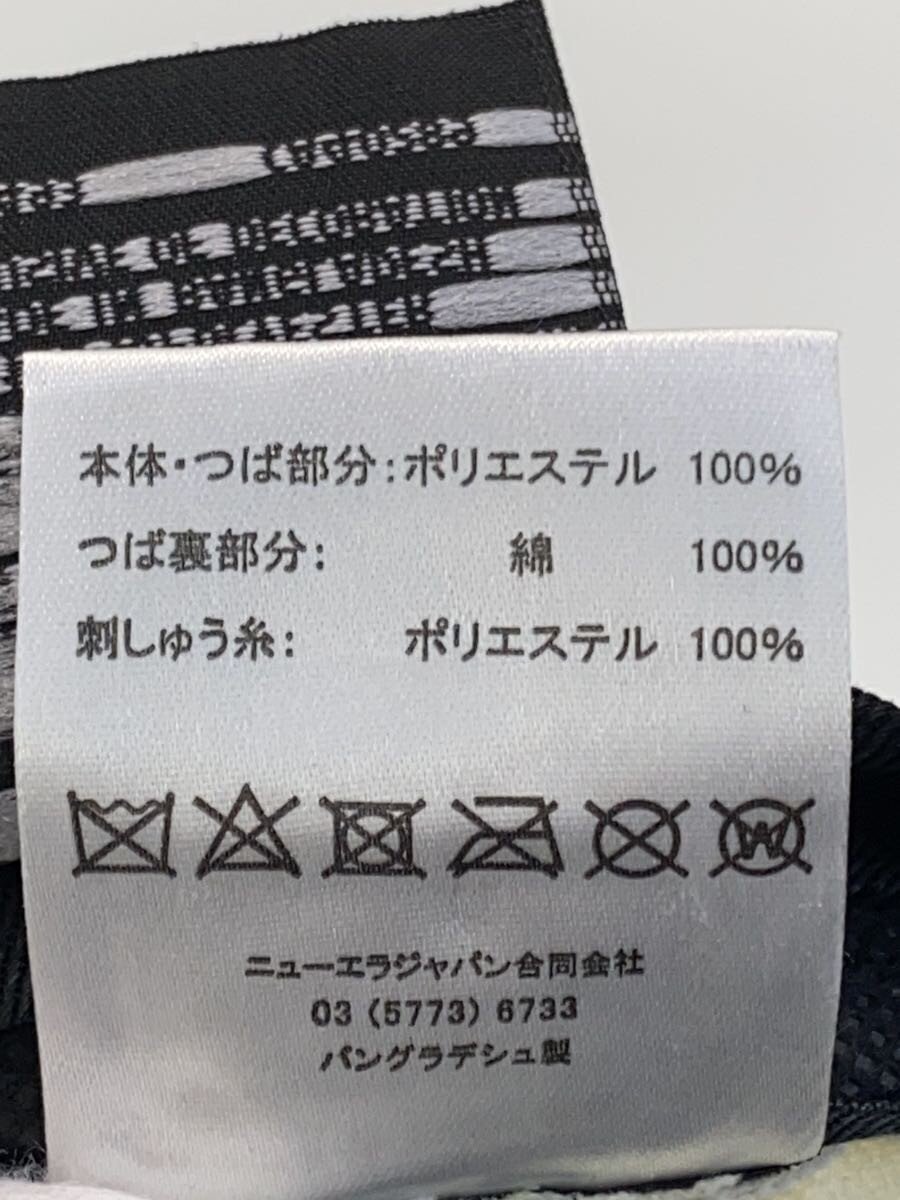 本体・つば部分:ポリエステル 100%
つば裏部分: 綿 100%
刺しゅう糸: ポリエステル 100%
W
ニューエラジャパン合同会社
03 (5773) 6733
バングラデシュ製